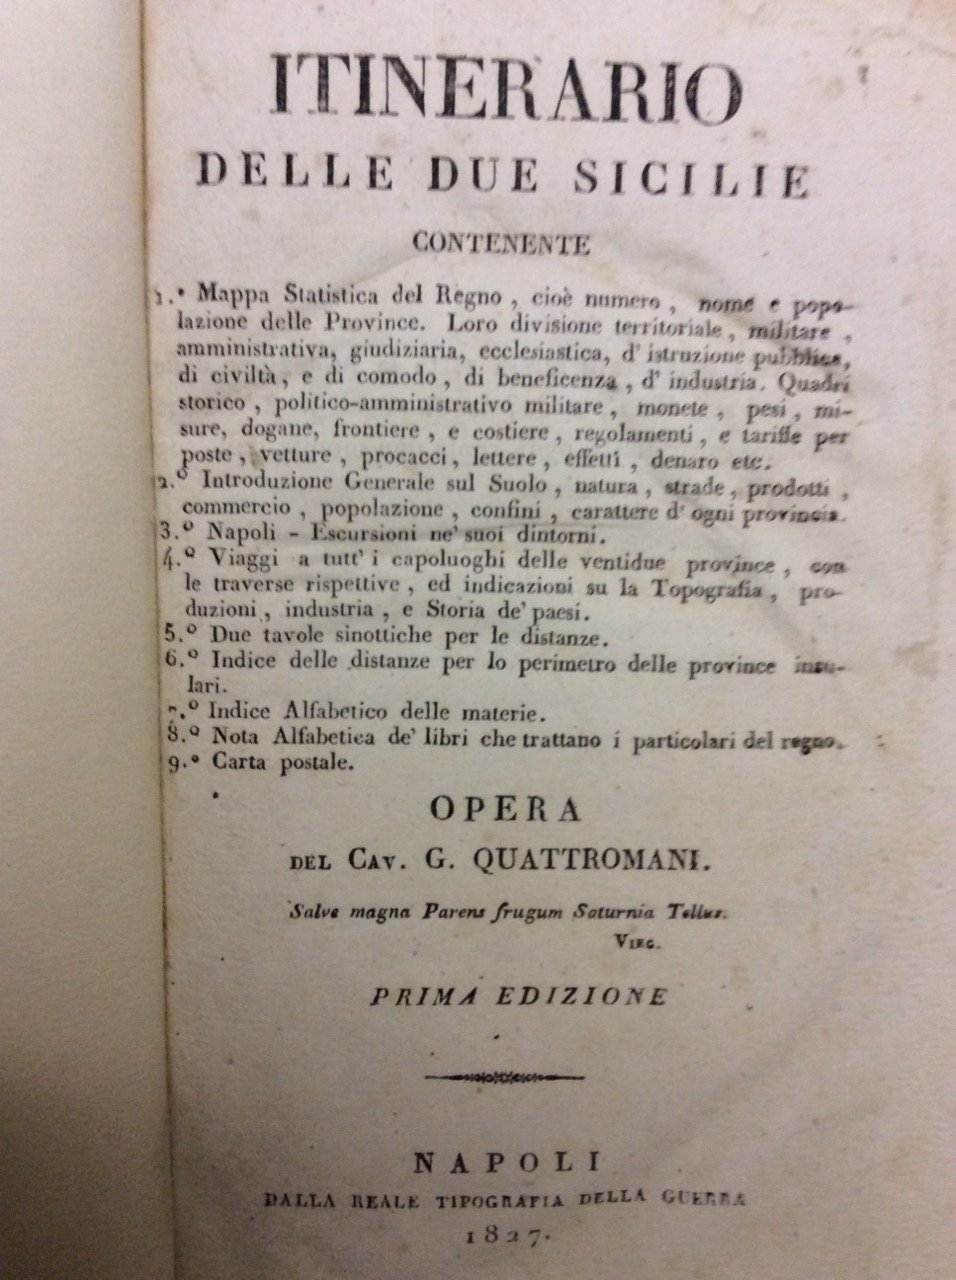 ITINERARIO
DELLE DUE SICILIE
CONTENENTE
1.º Mappa Statistica del Regno , cioè numero , nome e popo-
lazione delle Province. Loro divisione territoriale , militare ,
amministrativa, giudiziaria, ecclesiastica, d' istruzione pubblica,
di civiltà , e di comodo , di beneficenza , d' industria. Quadri
storico , politico-amministrativo militare , monete , pesi , mi-
sure, dogane, frontiere , e costiere , regolamenti , e tariffe per
poste , vetture , procacci , lettere , effetti , denaro etc.
2.º Introduzione Generale sul Suolo , natura , strade , prodotti ,
commercio , popolazione , confini , carattere d' ogni provincia.
3.º Napoli - Escursioni ne' suoi dintorni.
4.º Viaggi a tutt' i capoluoghi delle ventidue province , con
le traverse rispettive , ed indicazioni su la Topografia , pro-
duzioni , industria , e Storia de' paesi.
5.º Due tavole sinottiche per le distanze.
6.º Indice delle distanze per lo perimetro delle province insu-
lari.
7.º Indice Alfabetico delle materie.
8.º Nota Alfabetica de' libri che trattano i particolari del regno.
9.º Carta postale.
OPERA
DEL CAV. G. QUATTROMANI.
Salve magna Parens frugum Saturnia Tellus.
VIRG.
PRIMA EDIZIONE
NAPOLI
DALLA REALE TIPOGRAFIA DELLA GUERRA
1827.